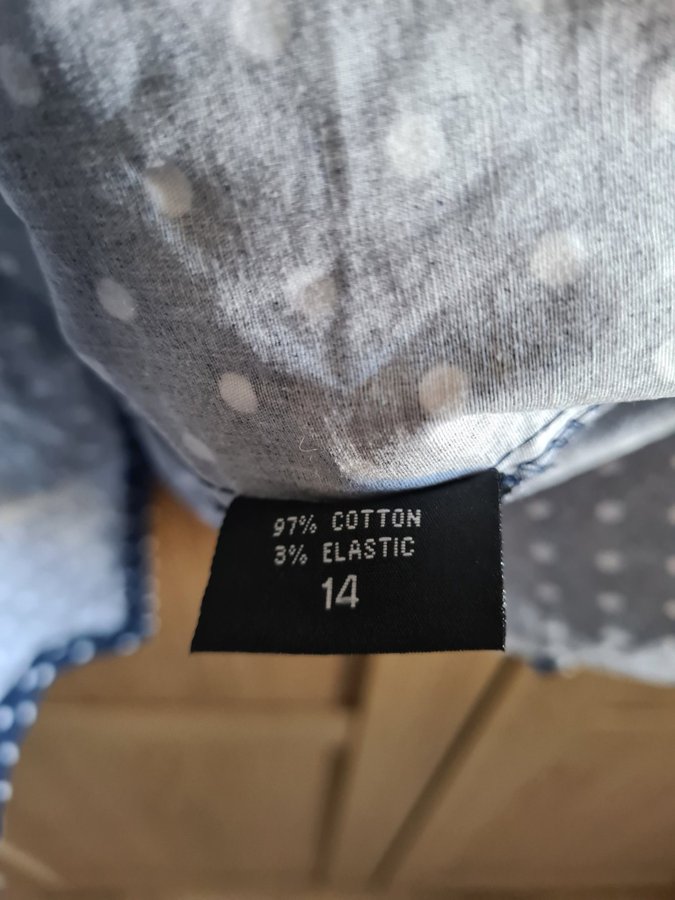 97% COTTON
3% ELASTIC
14